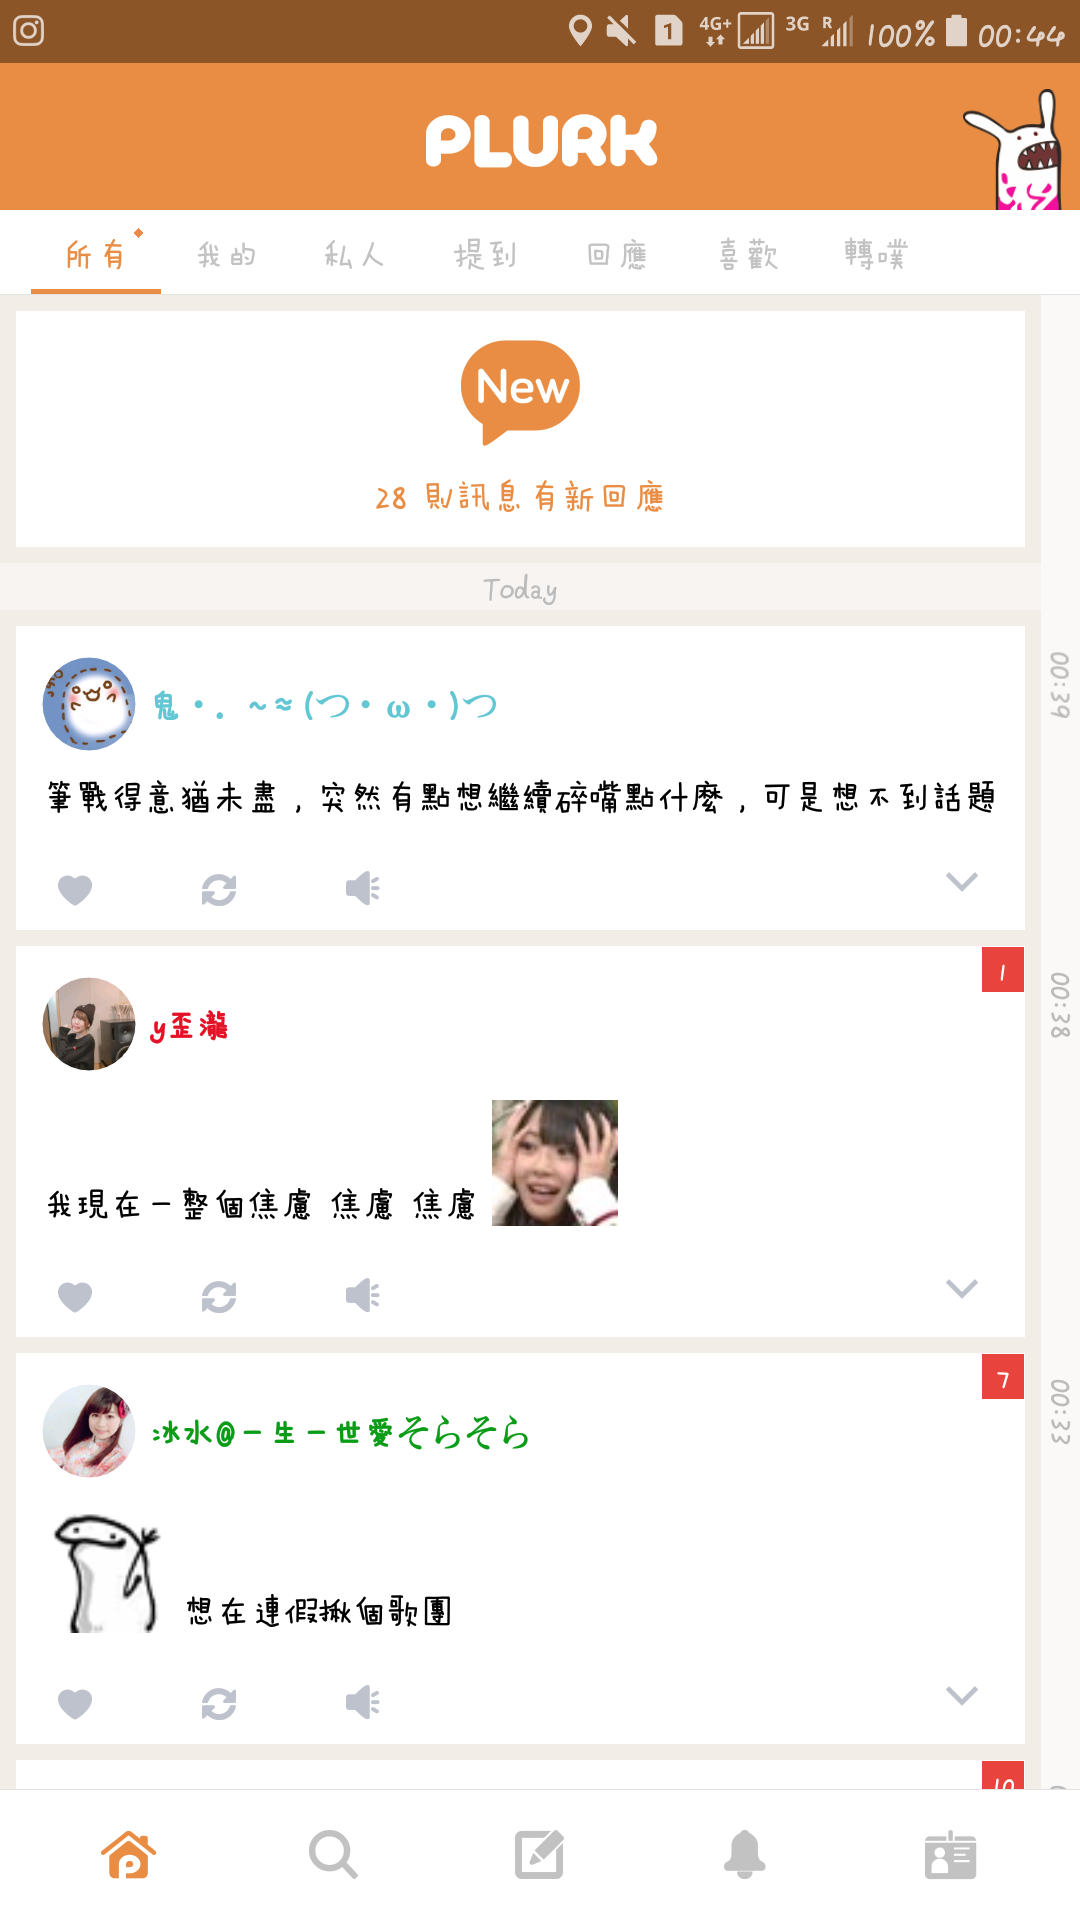 1 4G+ 3G R 100% 00:44
PLURK
所有 我的 私人 提到 回應 喜歡 轉噗
New
28 則訊息有新回應
Today
鬼‧．~≈(つ‧ω‧)つ
00:39
筆戰得意猶未盡，突然有點想繼續碎嘴點什麼，可是想不到話題
1
y歪瀧
00:38
我現在一整個焦慮 焦慮 焦慮
7
冰水@一生一世愛そらそら
00:33
想在連假揪個歌團
10